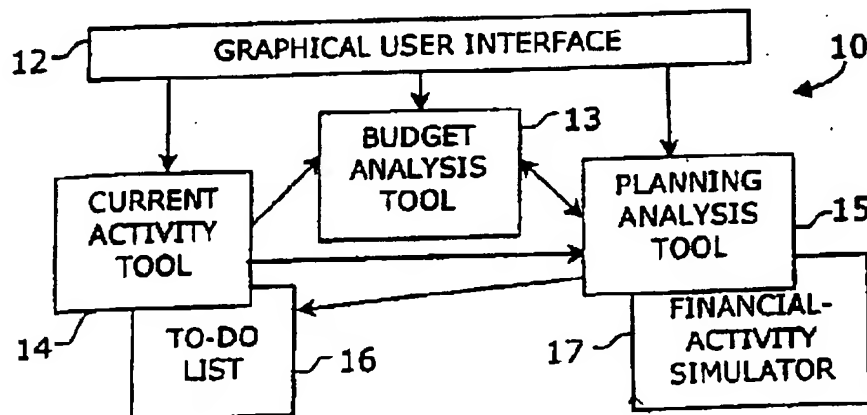 12
GRAPHICAL USER INTERFACE
10
13
BUDGET
ANALYSIS
TOOL
CURRENT
ACTIVITY
TOOL
PLANNING
ANALYSIS
TOOL
15
14
TO-DO
LIST
16
17
FINANCIAL-
ACTIVITY
SIMULATOR